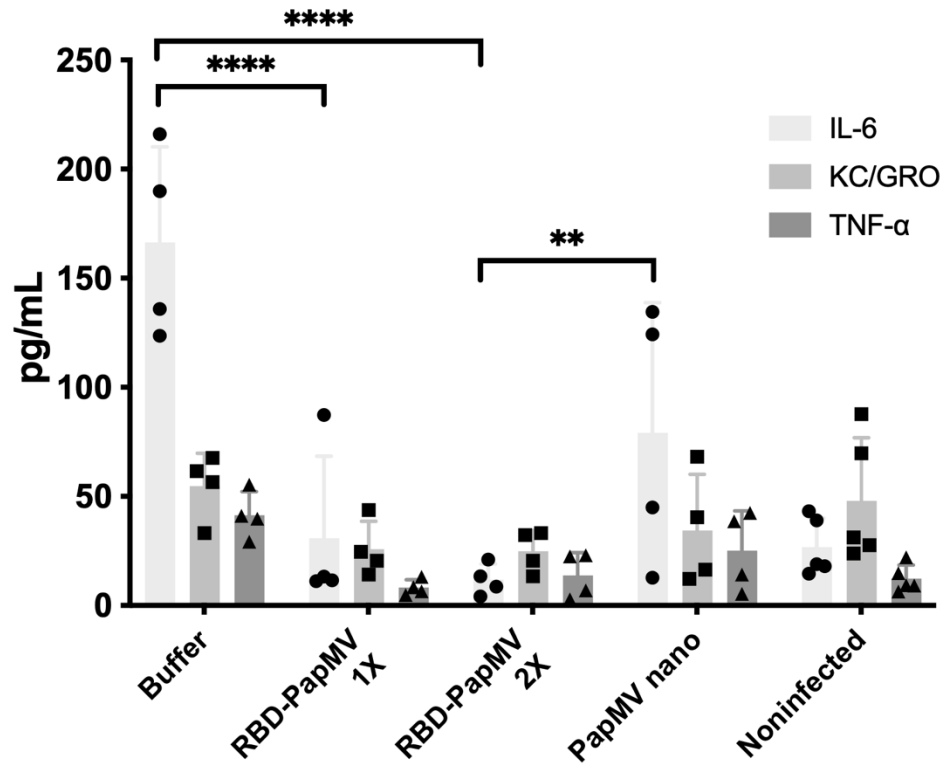 ****
****
**
250
200
150
100
50
0
pg/mL
IL-6
KC/GRO
TNF-α
Buffer
RBD-PapMV
1X
RBD-PapMV
2X
PapMV nano
Noninfected